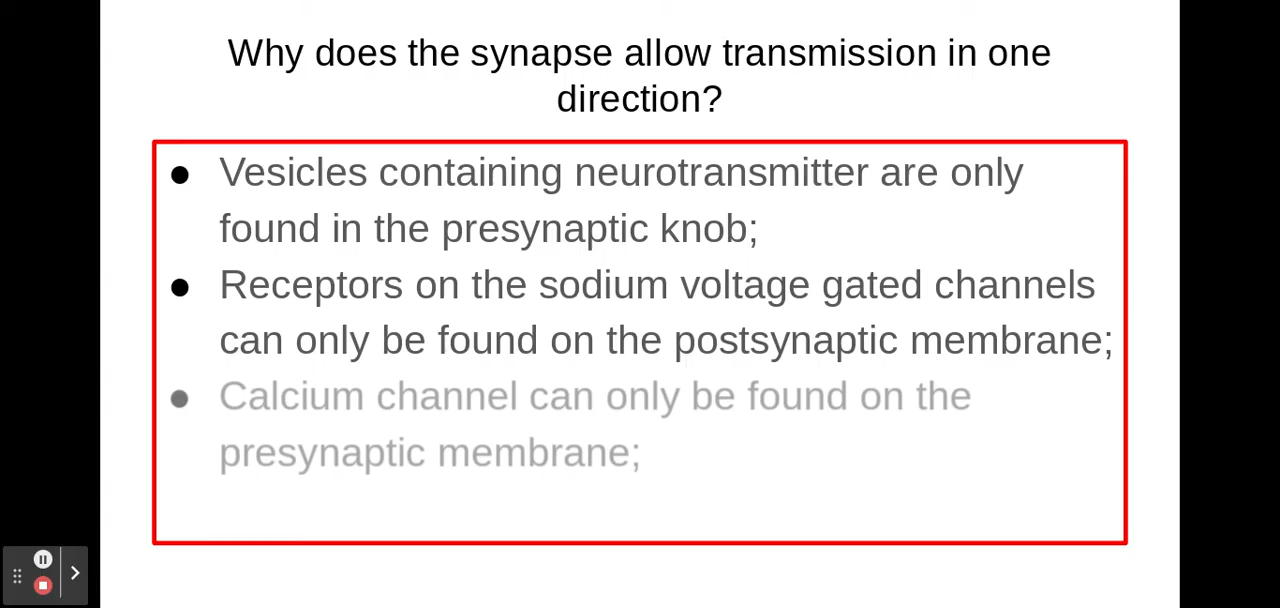 Why does the synapse allow transmission in one
direction?
● Vesicles containing neurotransmitter are only
found in the presynaptic knob;
● Receptors on the sodium voltage gated channels
can only be found on the postsynaptic membrane;
● Calcium channel can only be found on the
presynaptic membrane;